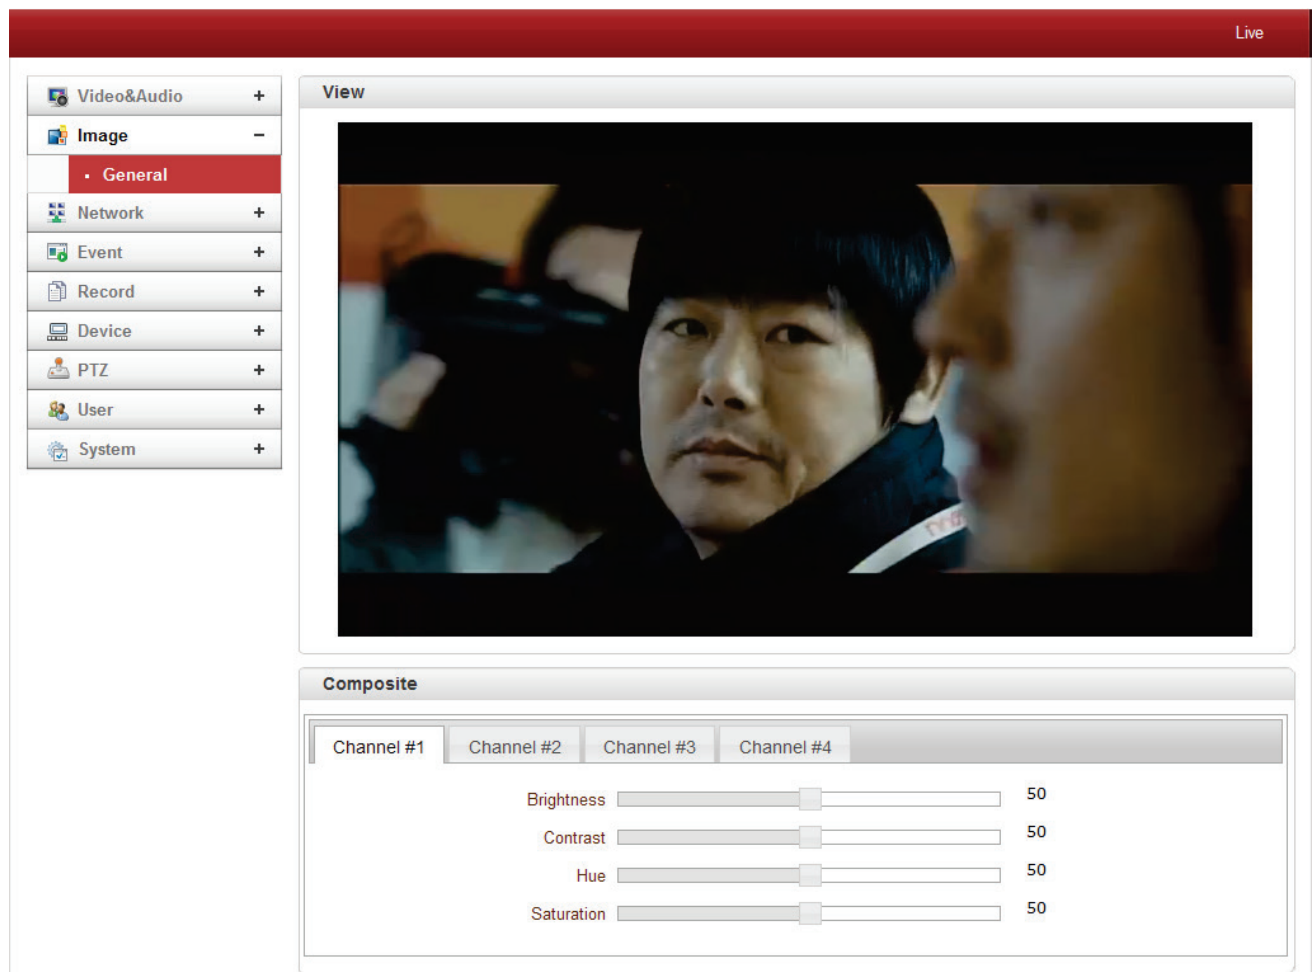 Live
Video&Audio +
Image −
General
Network +
Event +
Record +
Device +
PTZ +
User +
System +
View
Composite
Channel #1 Channel #2 Channel #3 Channel #4
Brightness 50
Contrast 50
Hue 50
Saturation 50